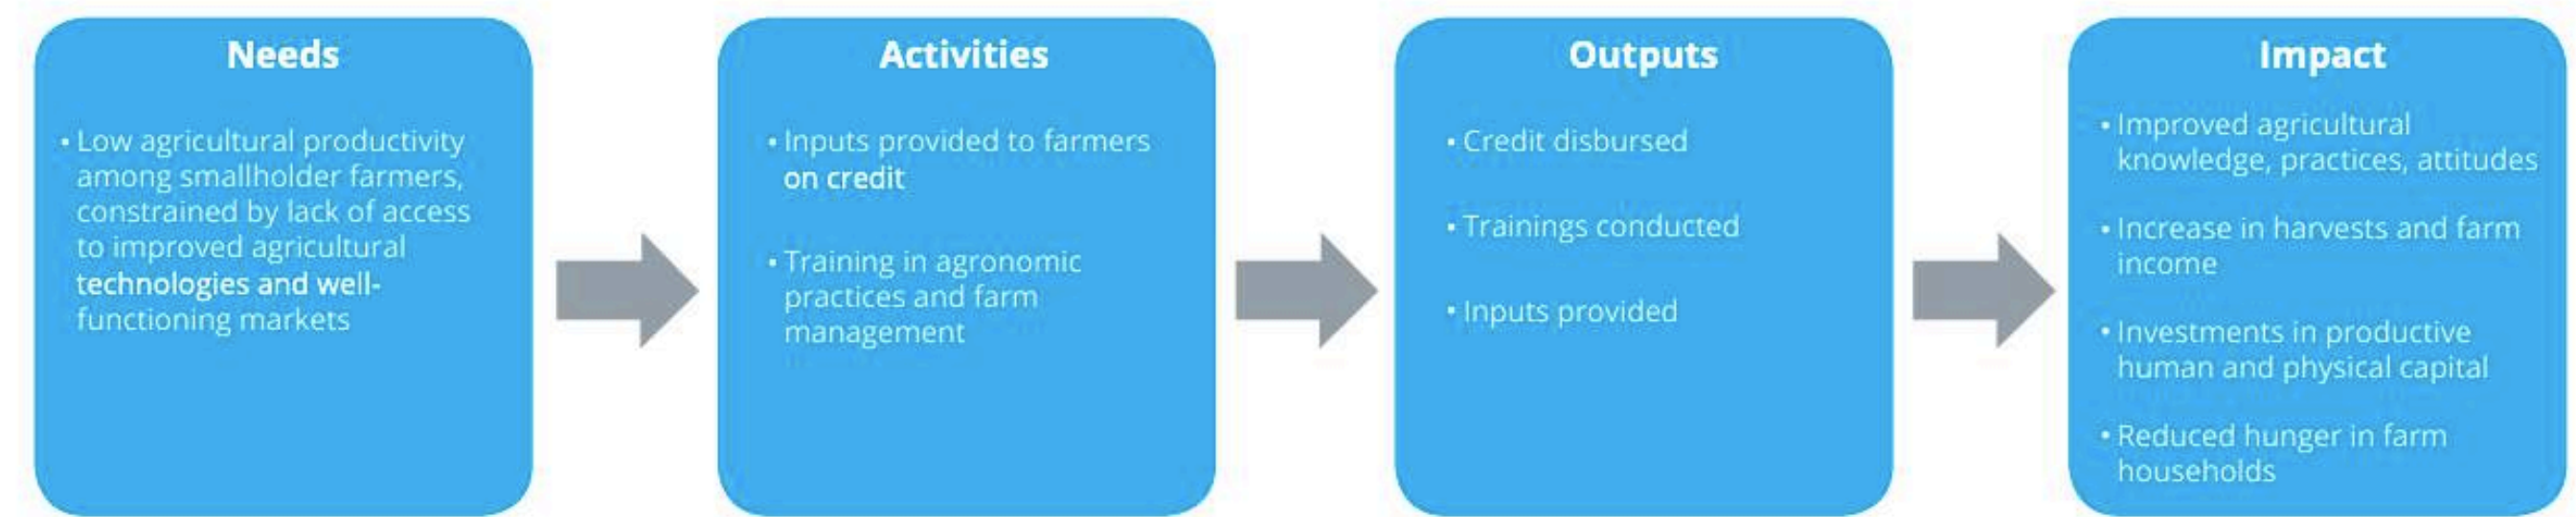 Needs
• Low agricultural productivity
among smallholder farmers,
constrained by lack of access
to improved agricultural
technologies and well-
functioning markets
Activities
• Inputs provided to farmers
on credit
• Training in agronomic
practices and farm
management
Outputs
• Credit disbursed
• Trainings conducted
• Inputs provided
Impact
• Improved agricultural
knowledge, practices, attitudes
• Increase in harvests and farm
income
• Investments in productive
human and physical capital
• Reduced hunger in farm
households